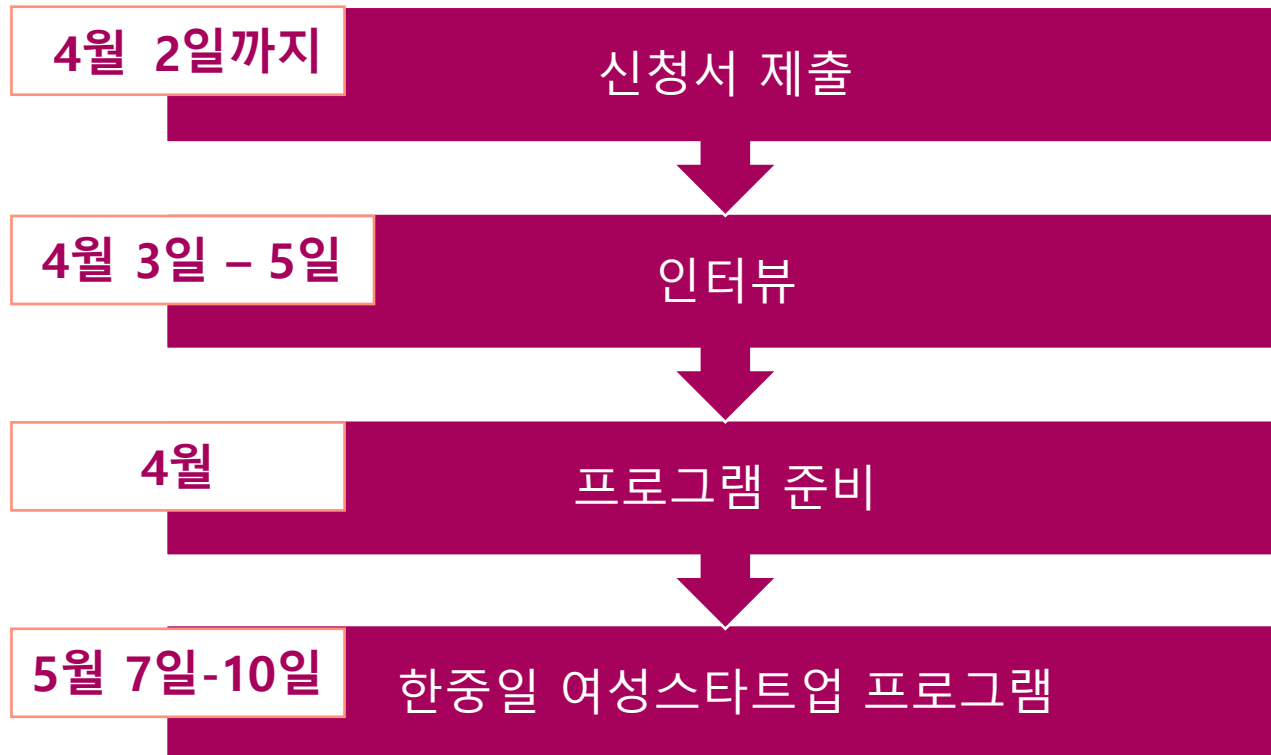 4월 2일까지
신청서 제출
4월 3일 – 5일
인터뷰
4월
프로그램 준비
5월 7일-10일
한중일 여성스타트업 프로그램